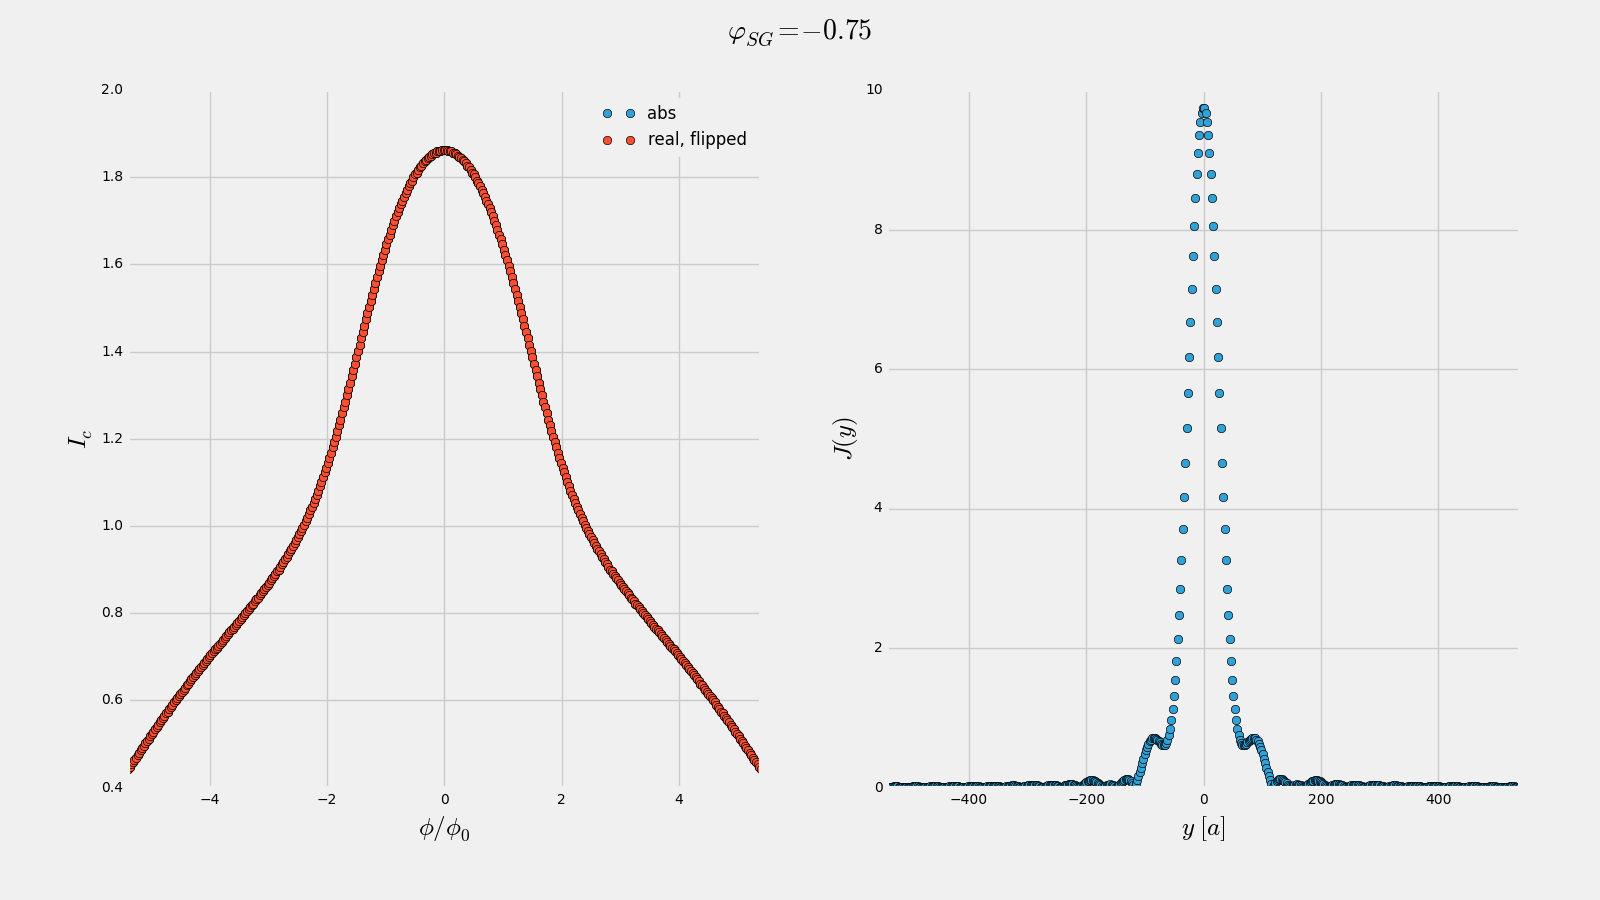 φ_SG = −0.75
2.0
1.8
1.6
1.4
1.2
1.0
0.8
0.6
0.4
I_c
−4 −2 0 2 4
ϕ/ϕ_0
abs
real, flipped
10
8
6
4
2
0
J(y)
−400 −200 0 200 400
y [a]